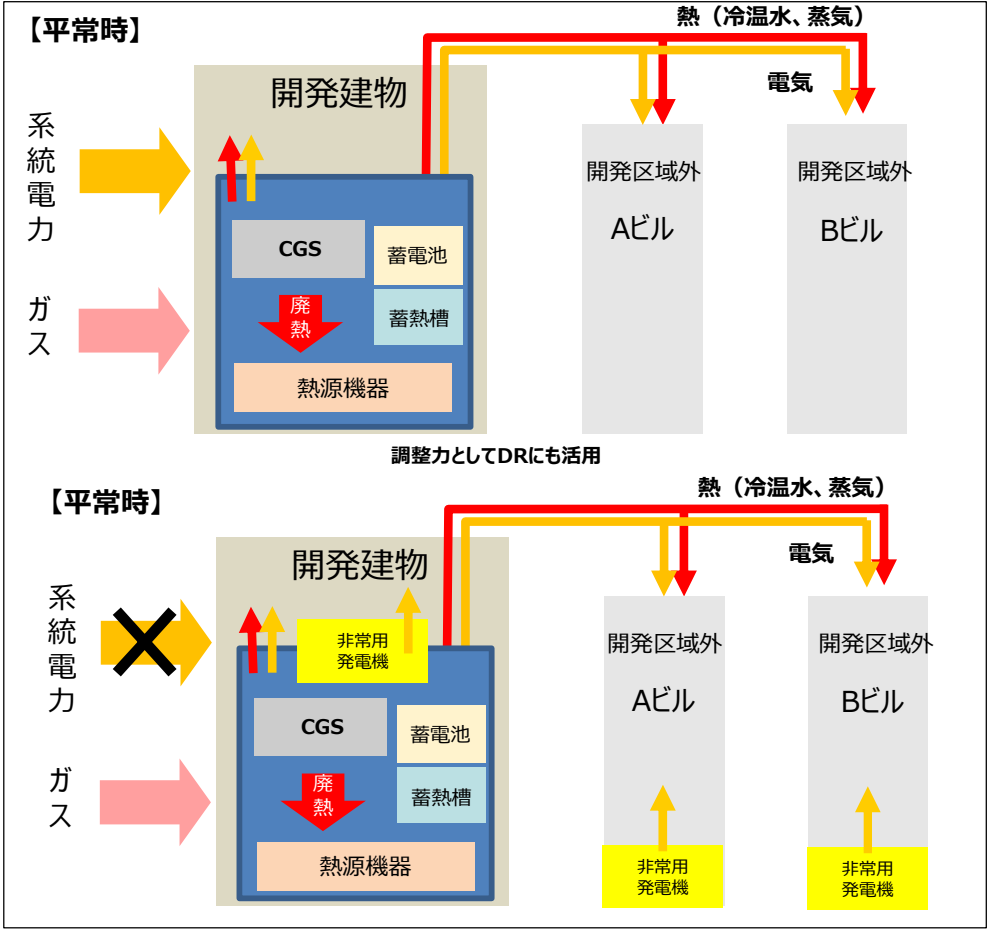 【平常時】
熱（冷温水、蒸気）
電気
系統電力
ガス
開発建物
CGS
蓄電池
廃熱
蓄熱槽
熱源機器
開発区域外
Aビル
開発区域外
Bビル
調整力としてDRにも活用
【平常時】
熱（冷温水、蒸気）
電気
系統電力
ガス
開発建物
非常用
発電機
CGS
蓄電池
廃熱
蓄熱槽
熱源機器
開発区域外
Aビル
非常用
発電機
開発区域外
Bビル
非常用
発電機